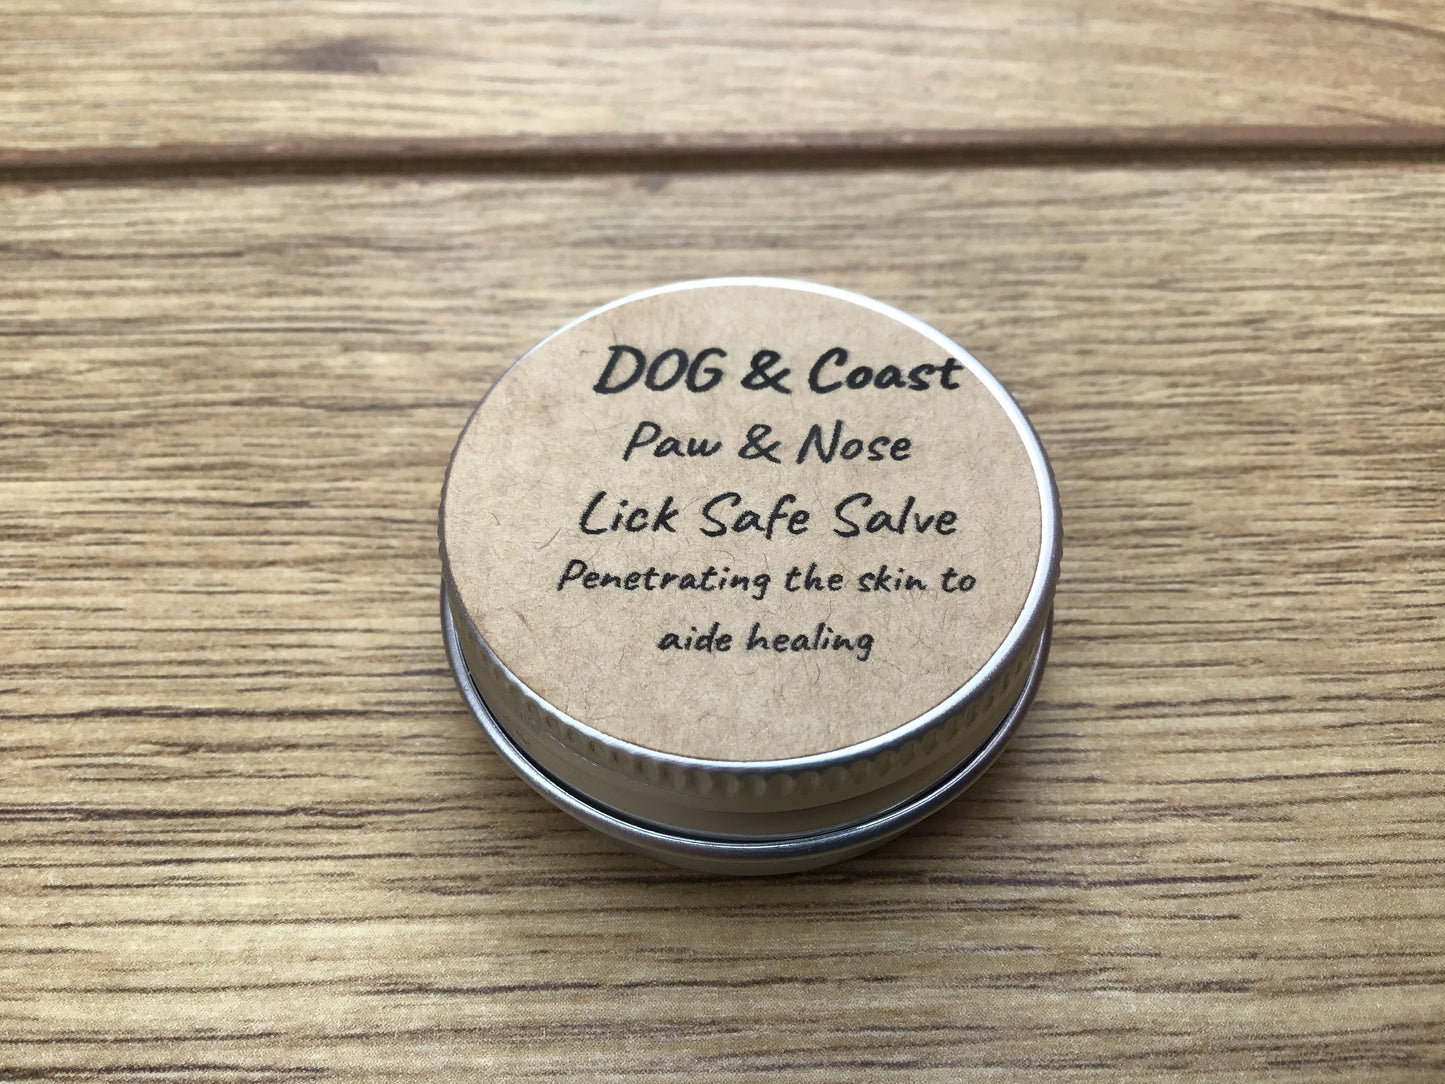 DOG & Coast
Paw & Nose
Lick Safe Salve
Penetrating the skin to
aide healing